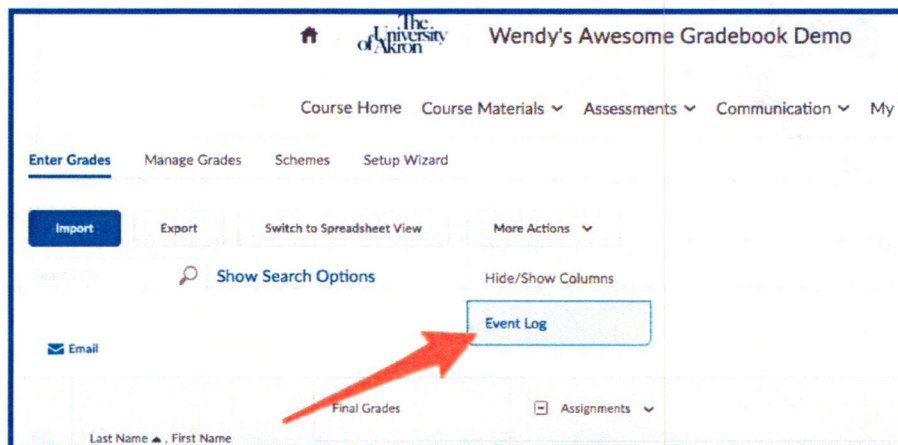 The
University
of Akron
Wendy's Awesome Gradebook Demo
Course Home Course Materials Assessments Communication My
Enter Grades Manage Grades Schemes Setup Wizard
Import Export Switch to Spreadsheet View More Actions
Show Search Options
Hide/Show Columns
Event Log
Email
Final Grades Assignments
Last Name , First Name